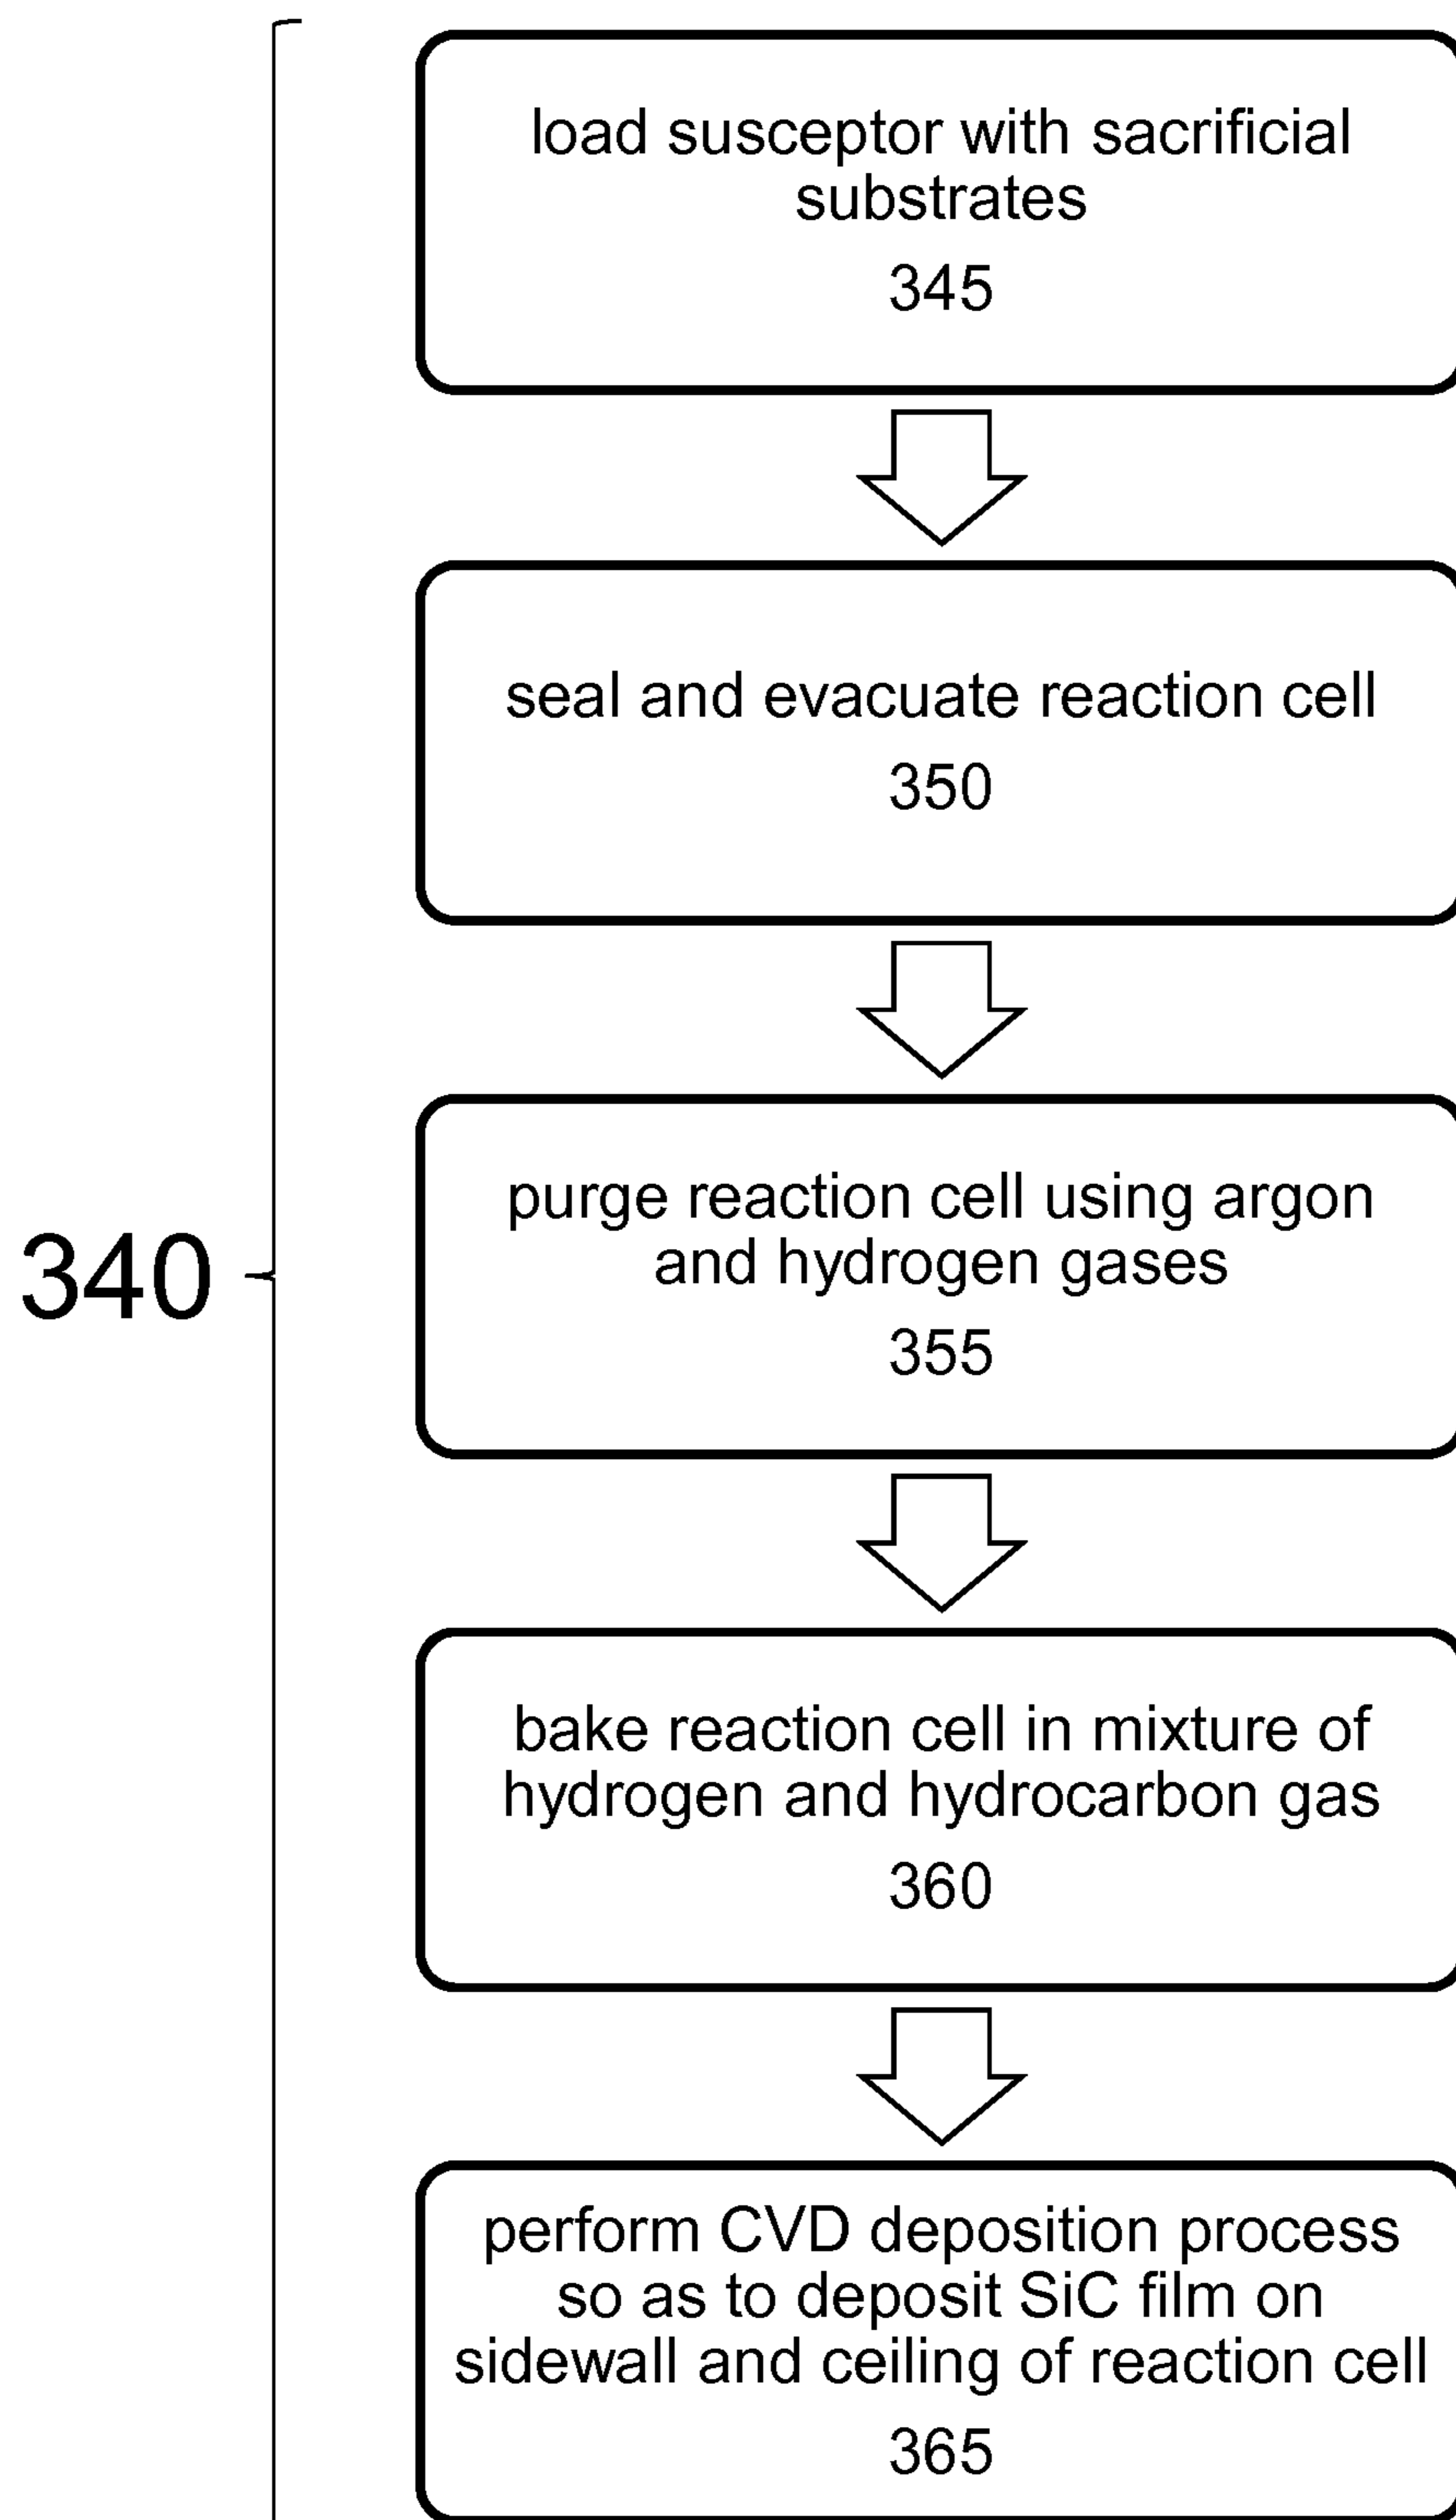 load susceptor with sacrificial
substrates
345
seal and evacuate reaction cell
350
purge reaction cell using argon
and hydrogen gases
355
340
bake reaction cell in mixture of
hydrogen and hydrocarbon gas
360
perform CVD deposition process
so as to deposit SiC film on
sidewall and ceiling of reaction cell
365